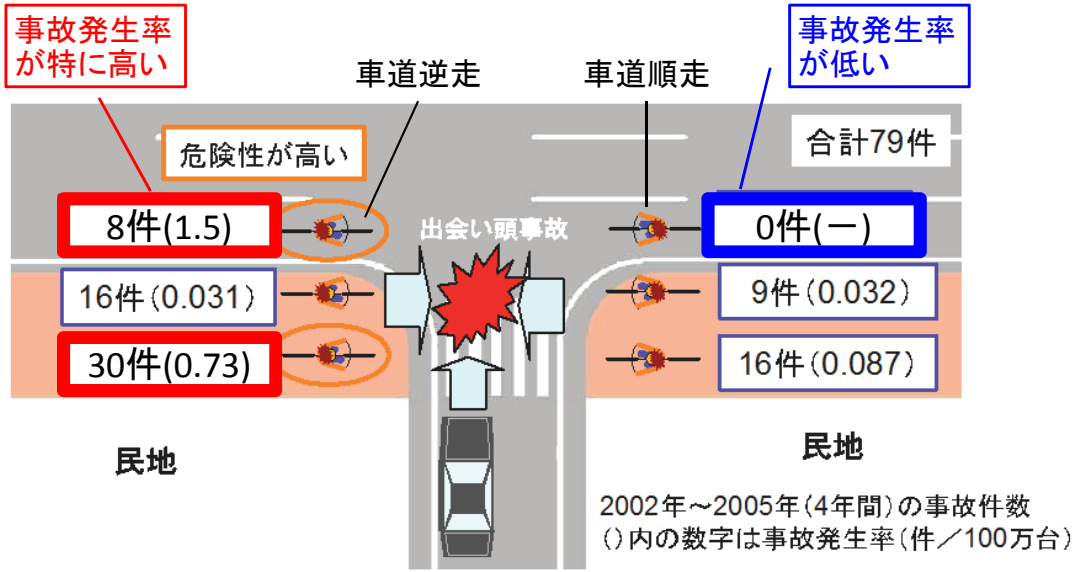 事故発生率
が特に高い
事故発生率
が低い
車道逆走
車道順走
危険性が高い
合計79件
8件(1.5)
出会い頭事故
0件(－)
16件(0.031)
9件(0.032)
30件(0.73)
16件(0.087)
民地
民地
2002年～2005年(4年間)の事故件数
()内の数字は事故発生率(件／100万台)